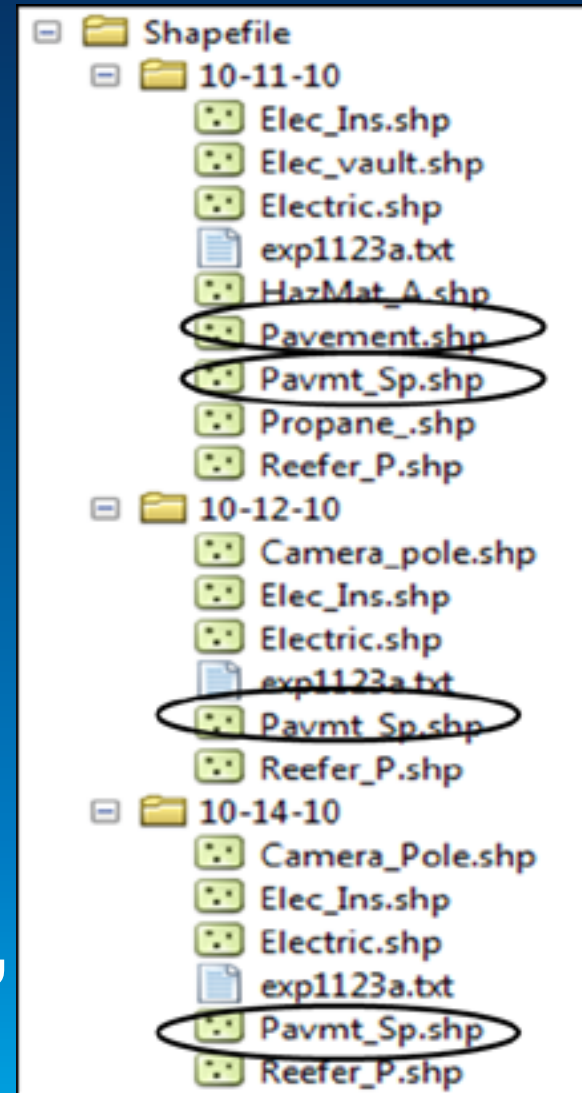 Shapefile
10-11-10
Elec_Ins.shp
Elec_vault.shp
Electric.shp
exp1123a.txt
HazMat_A.shp
Pavement.shp
Pavmt_Sp.shp
Propane_.shp
Reefer_P.shp
10-12-10
Camera_pole.shp
Elec_Ins.shp
Electric.shp
exp1123a.txt
Pavmt_Sp.shp
Reefer_P.shp
10-14-10
Camera_Pole.shp
Elec_Ins.shp
Electric.shp
exp1123a.txt
Pavmt_Sp.shp
Reefer_P.shp